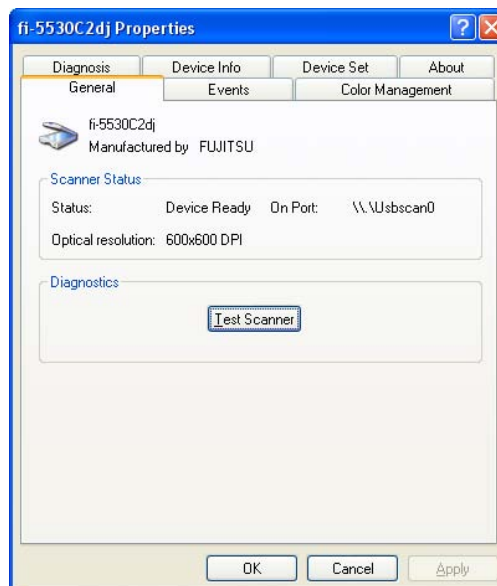 fi-5530C2dj Properties
Diagnosis Device Info Device Set About
General Events Color Management
fi-5530C2dj
Manufactured by FUJITSU
Scanner Status
Status: Device Ready On Port: \\.\Usbscan0
Optical resolution: 600x600 DPI
Diagnostics
Test Scanner
OK Cancel Apply